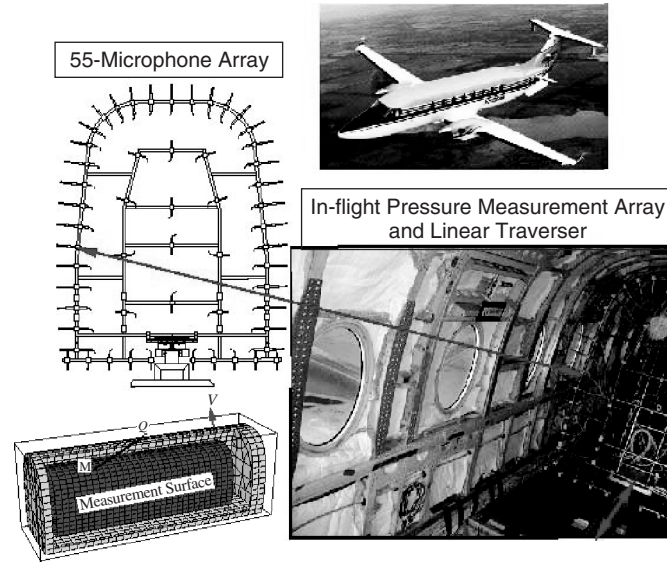 55-Microphone Array
In-flight Pressure Measurement Array
and Linear Traverser
V
Q
M
Measurement Surface